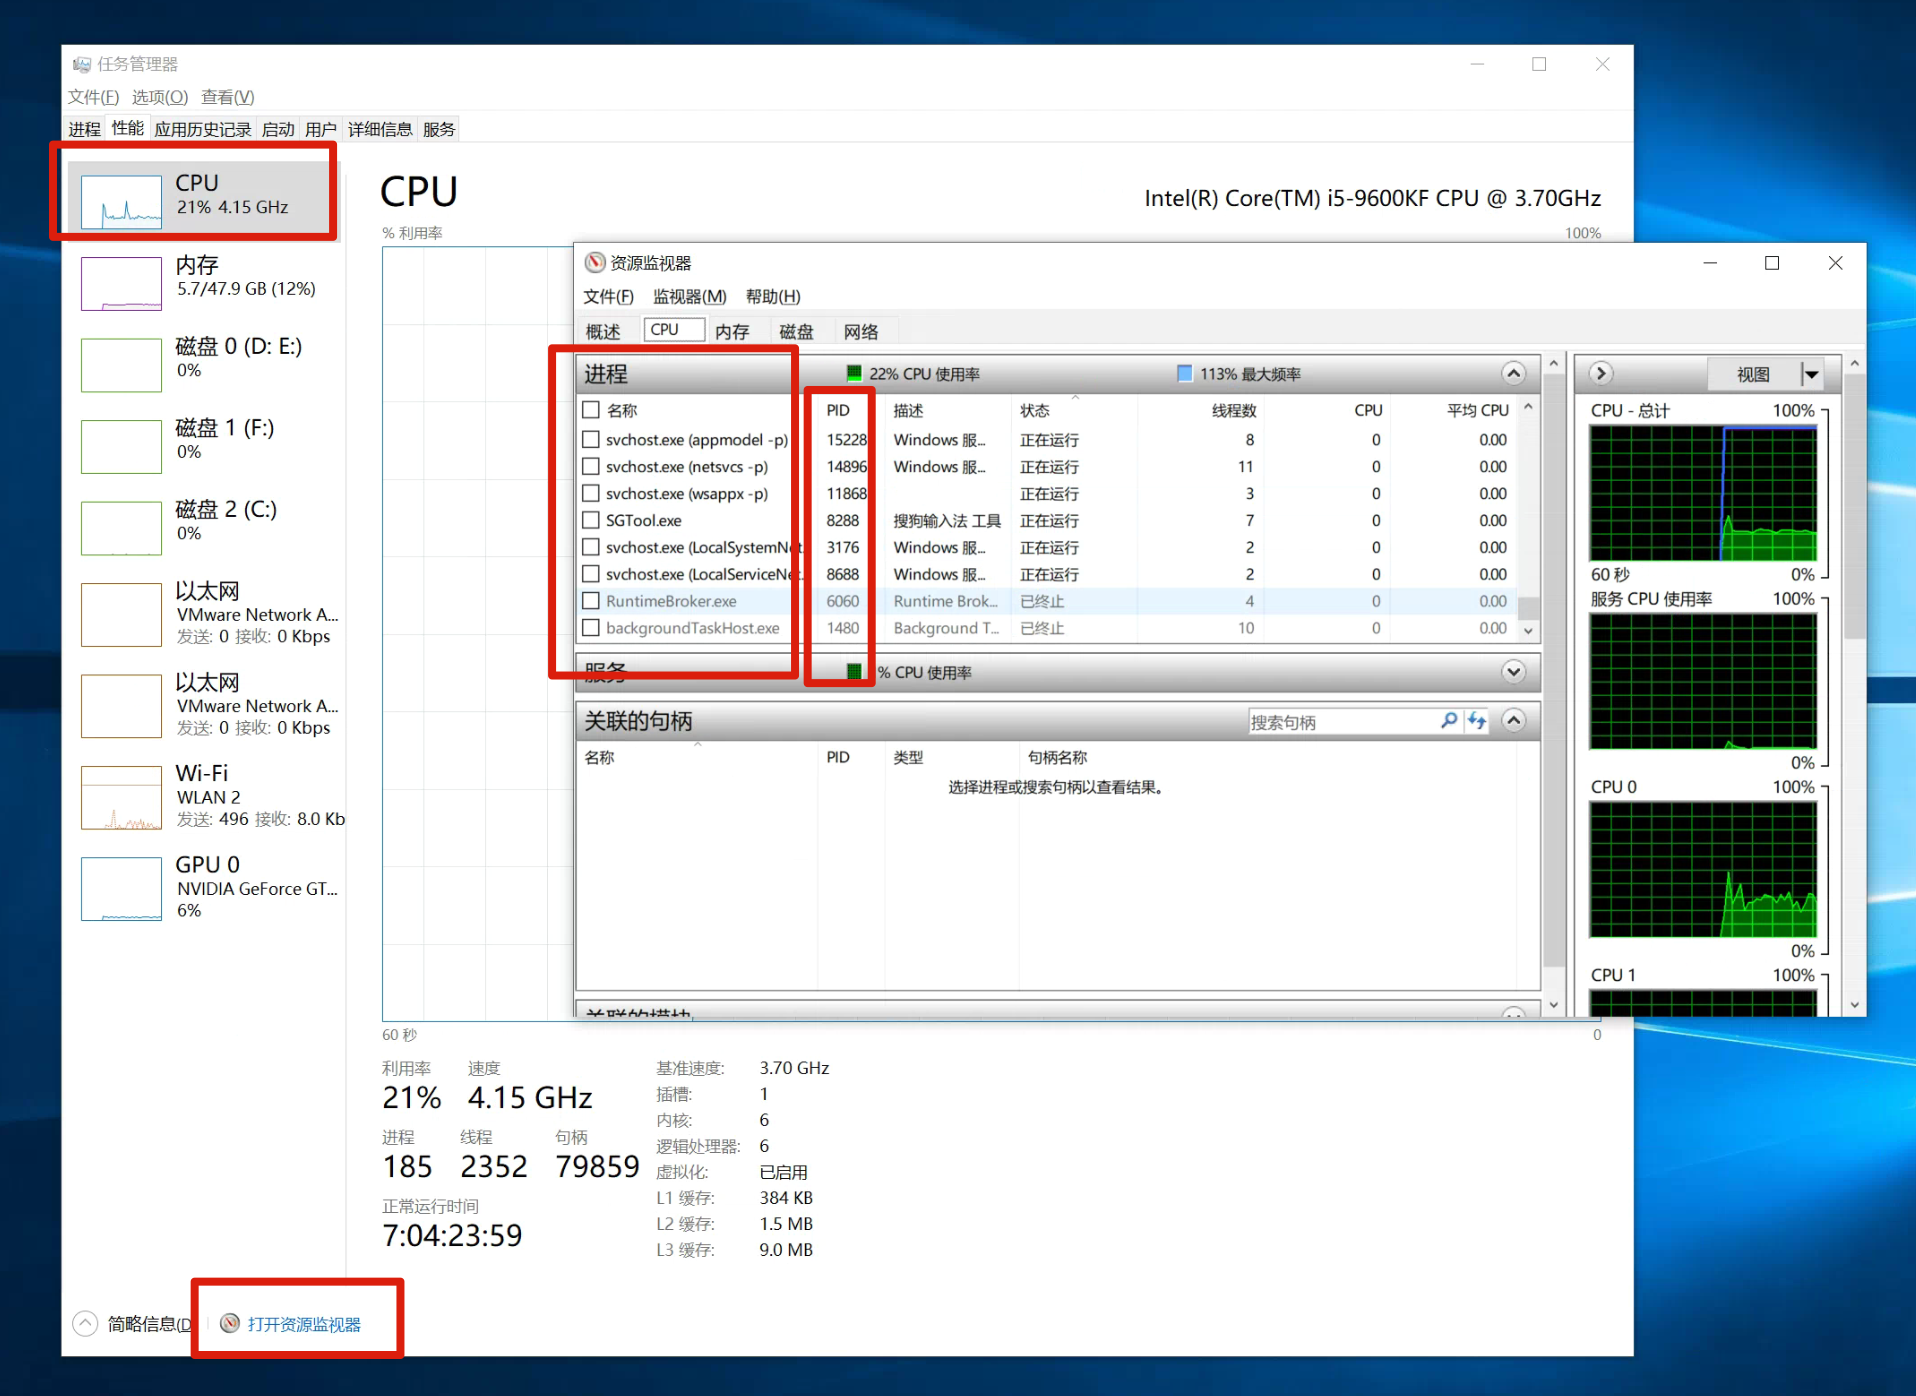 任务管理器
文件(F) 选项(O) 查看(V)
进程 性能 应用历史记录 启动 用户 详细信息 服务
CPU
21% 4.15 GHz
内存
5.7/47.9 GB (12%)
磁盘 0 (D: E:)
0%
磁盘 1 (F:)
0%
磁盘 2 (C:)
0%
以太网
VMware Network A...
发送: 0 接收: 0 Kbps
以太网
VMware Network A...
发送: 0 接收: 0 Kbps
Wi-Fi
WLAN 2
发送: 496 接收: 8.0 Kb
GPU 0
NVIDIA GeForce GT...
6%
CPU
Intel(R) Core(TM) i5-9600KF CPU @ 3.70GHz
% 利用率 100%
资源监视器
文件(F) 监视器(M) 帮助(H)
概述 CPU 内存 磁盘 网络
进程 22% CPU 使用率 113% 最大频率
名称 PID 描述 状态 线程数 CPU 平均 CPU
svchost.exe (appmodel -p) 15228 Windows 服... 正在运行 8 0 0.00
svchost.exe (netsvcs -p) 14896 Windows 服... 正在运行 11 0 0.00
svchost.exe (wsappx -p) 11868 正在运行 3 0 0.00
SGTool.exe 8288 搜狗输入法 工具 正在运行 7 0 0.00
svchost.exe (LocalSystemNet... 3176 Windows 服... 正在运行 2 0 0.00
svchost.exe (LocalServiceNet... 8688 Windows 服... 正在运行 2 0 0.00
RuntimeBroker.exe 6060 Runtime Brok... 已终止 4 0 0.00
backgroundTaskHost.exe 1480 Background T... 已终止 10 0 0.00
服务 % CPU 使用率
关联的句柄 搜索句柄
名称 PID 类型 句柄名称
选择进程或搜索句柄以查看结果。
关联的模块
视图
CPU - 总计 100%
60 秒 0%
服务 CPU 使用率 100%
0%
CPU 0 100%
0%
CPU 1 100%
60 秒 0
利用率 速度
21% 4.15 GHz
进程 线程 句柄
185 2352 79859
正常运行时间
7:04:23:59
基准速度: 3.70 GHz
插槽: 1
内核: 6
逻辑处理器: 6
虚拟化: 已启用
L1 缓存: 384 KB
L2 缓存: 1.5 MB
L3 缓存: 9.0 MB
简略信息(D 打开资源监视器